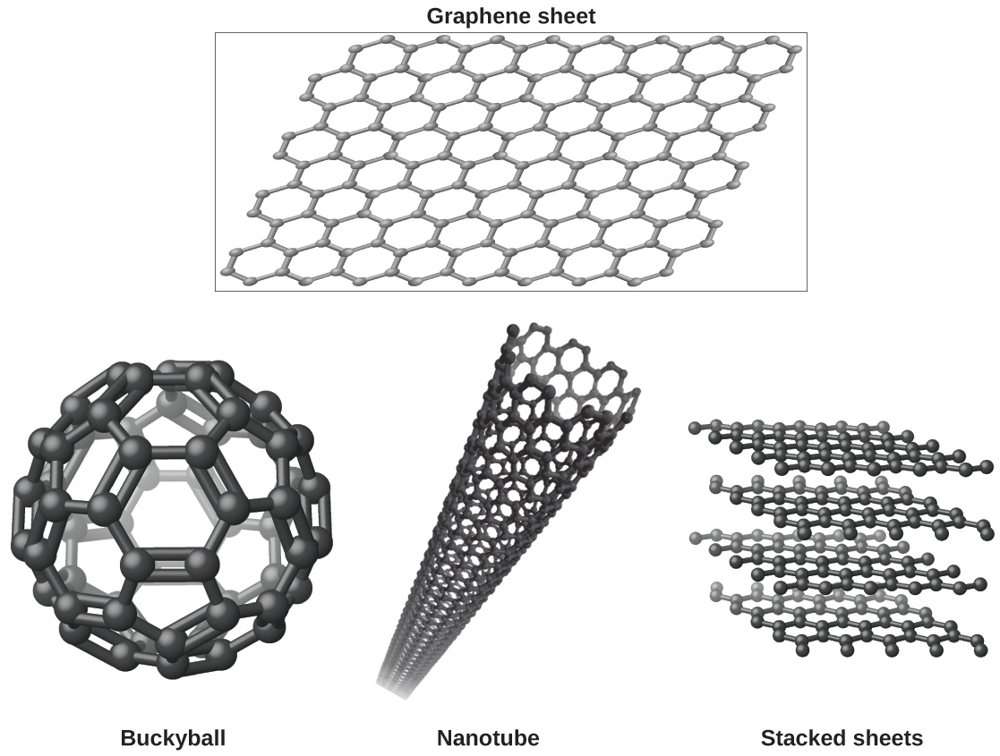 Graphene sheet
Buckyball
Nanotube
Stacked sheets